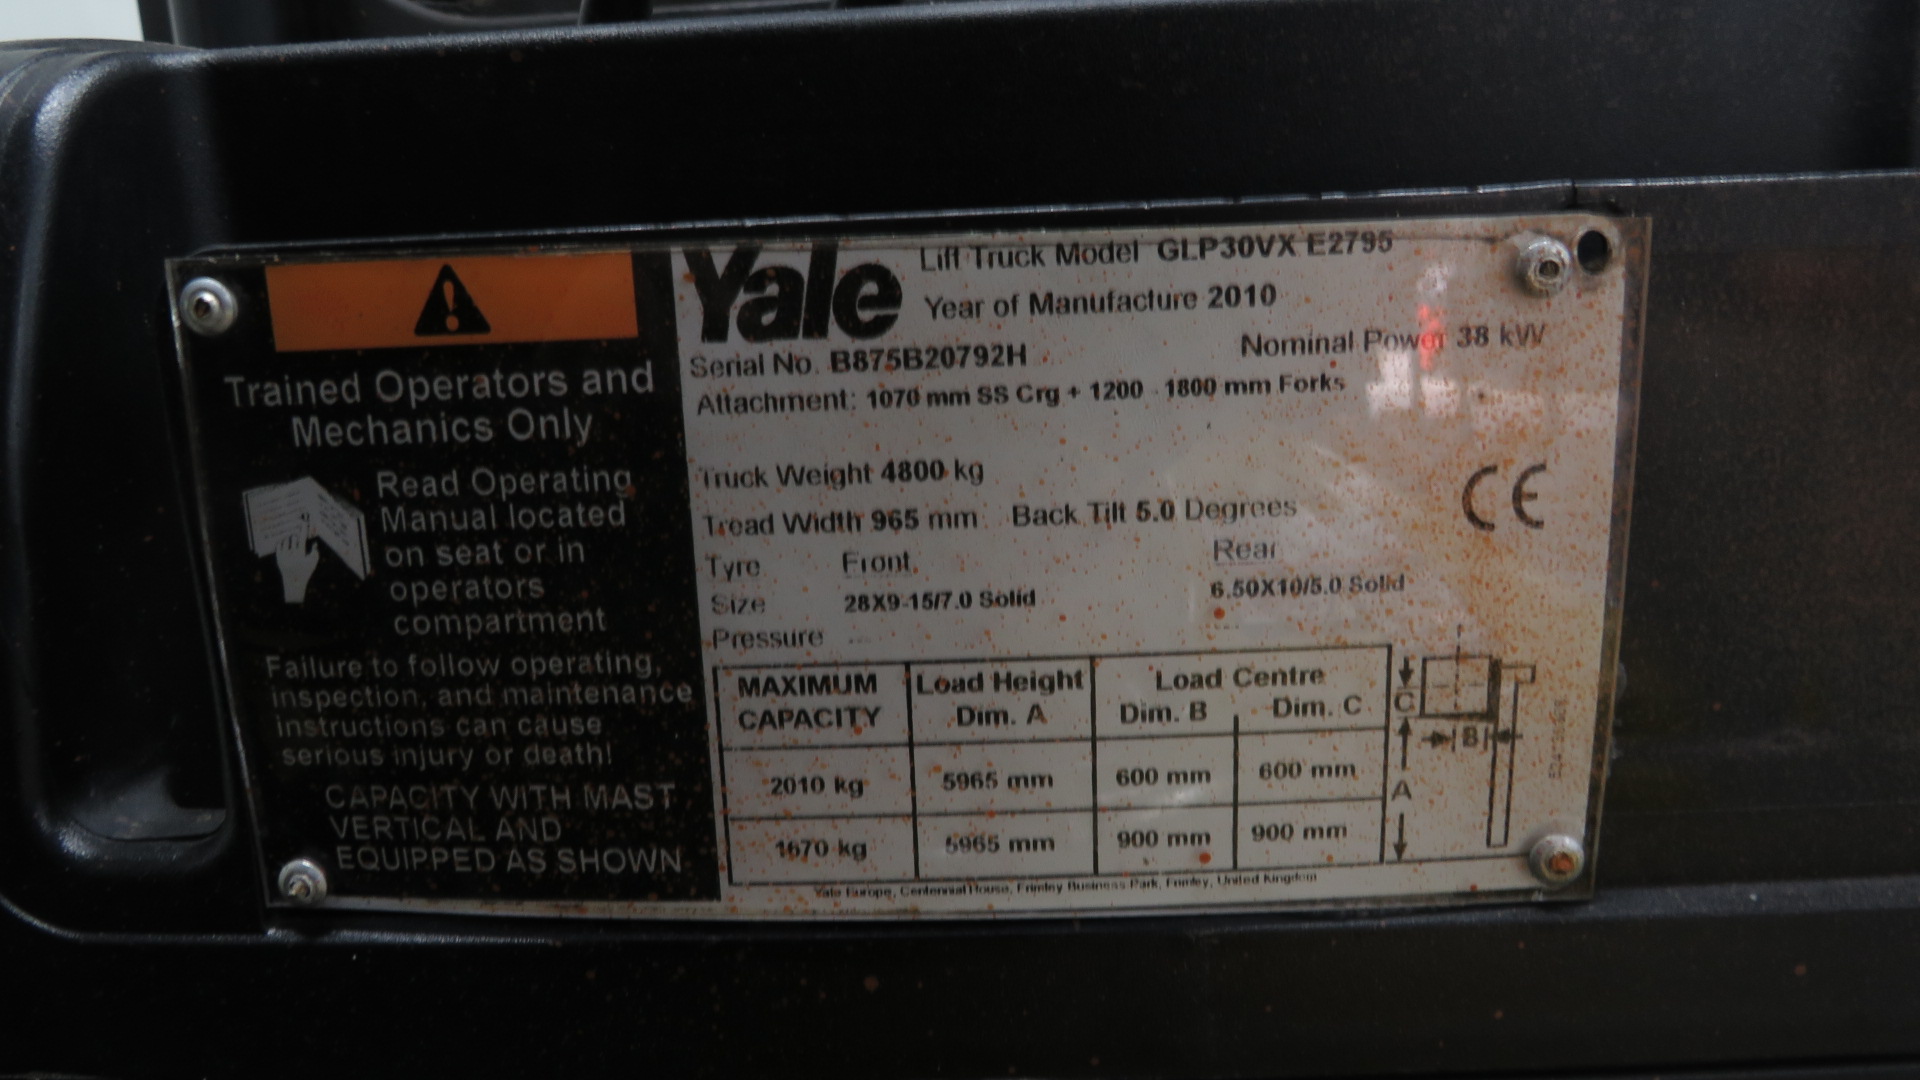 Trained Operators and
Mechanics Only
Read Operating
Manual located
on seat or in
operators
compartment
Failure to follow operating,
inspection, and maintenance
instructions can cause
serious injury or death!
CAPACITY WITH MAST
VERTICAL AND
EQUIPPED AS SHOWN
Yale
Lift Truck Model GLP30VX E2795
Year of Manufacture 2010
Nominal Power 38 kW
Serial No. B875B20792H
Attachment: 1070 mm SS Crg + 1200 - 1800 mm Forks
Truck Weight 4800 kg
Tread Width 965 mm Back Tilt 5.0 Degrees
CE
Tyre Front Rear
Size 28X9-15/7.0 Solid 6.50X10/5.0 Solid
Pressure
MAXIMUM CAPACITY Load Height Dim. A Load Centre Dim. B Dim. C
2010 kg 5965 mm 600 mm 600 mm
1670 kg 5965 mm 900 mm 900 mm
C
B
A
Yale Europe, Centennial House, Frimley Business Park, Frimley, United Kingdom